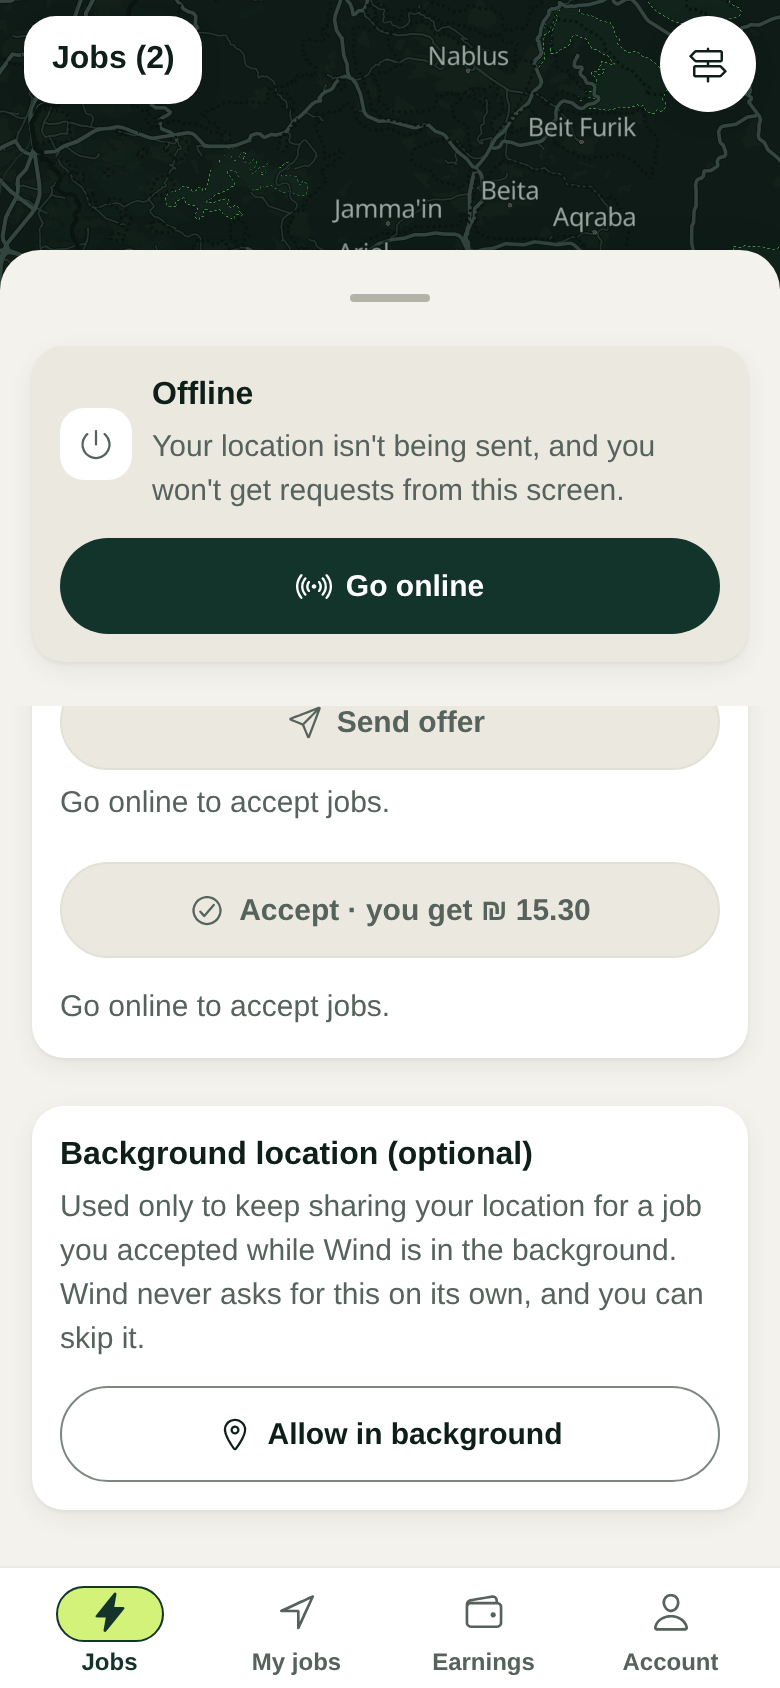 Jobs (2)
Nablus
Beit Furik
Beita
Jamma'in
Aqraba
Ariel
Offline
Your location isn't being sent, and you
won't get requests from this screen.
Go online
Send offer
Go online to accept jobs.
Accept · you get ₪ 15.30
Go online to accept jobs.
Background location (optional)
Used only to keep sharing your location for a job
you accepted while Wind is in the background.
Wind never asks for this on its own, and you can
skip it.
Allow in background
Jobs
My jobs
Earnings
Account